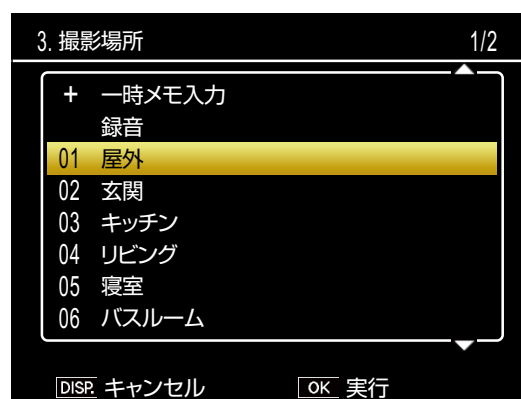 3. 撮影場所 1/2
+ 一時メモ入力
録音
01 屋外
02 玄関
03 キッチン
04 リビング
05 寝室
06 バスルーム
DISP. キャンセル OK 実行